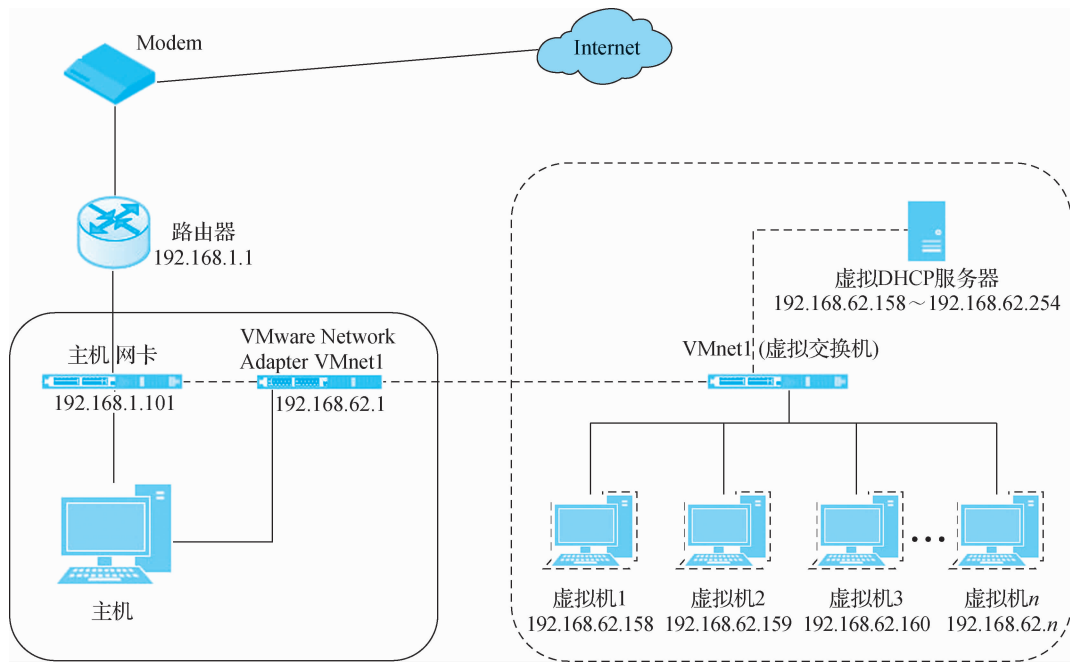 Modem
Internet
路由器
192.168.1.1
虚拟DHCP服务器
192.168.62.158～192.168.62.254
主机 网卡
192.168.1.101
VMware Network
Adapter VMnet1
192.168.62.1
VMnet1 (虚拟交换机)
主机
虚拟机1
192.168.62.158
虚拟机2
192.168.62.159
虚拟机3
192.168.62.160
虚拟机n
192.168.62.n